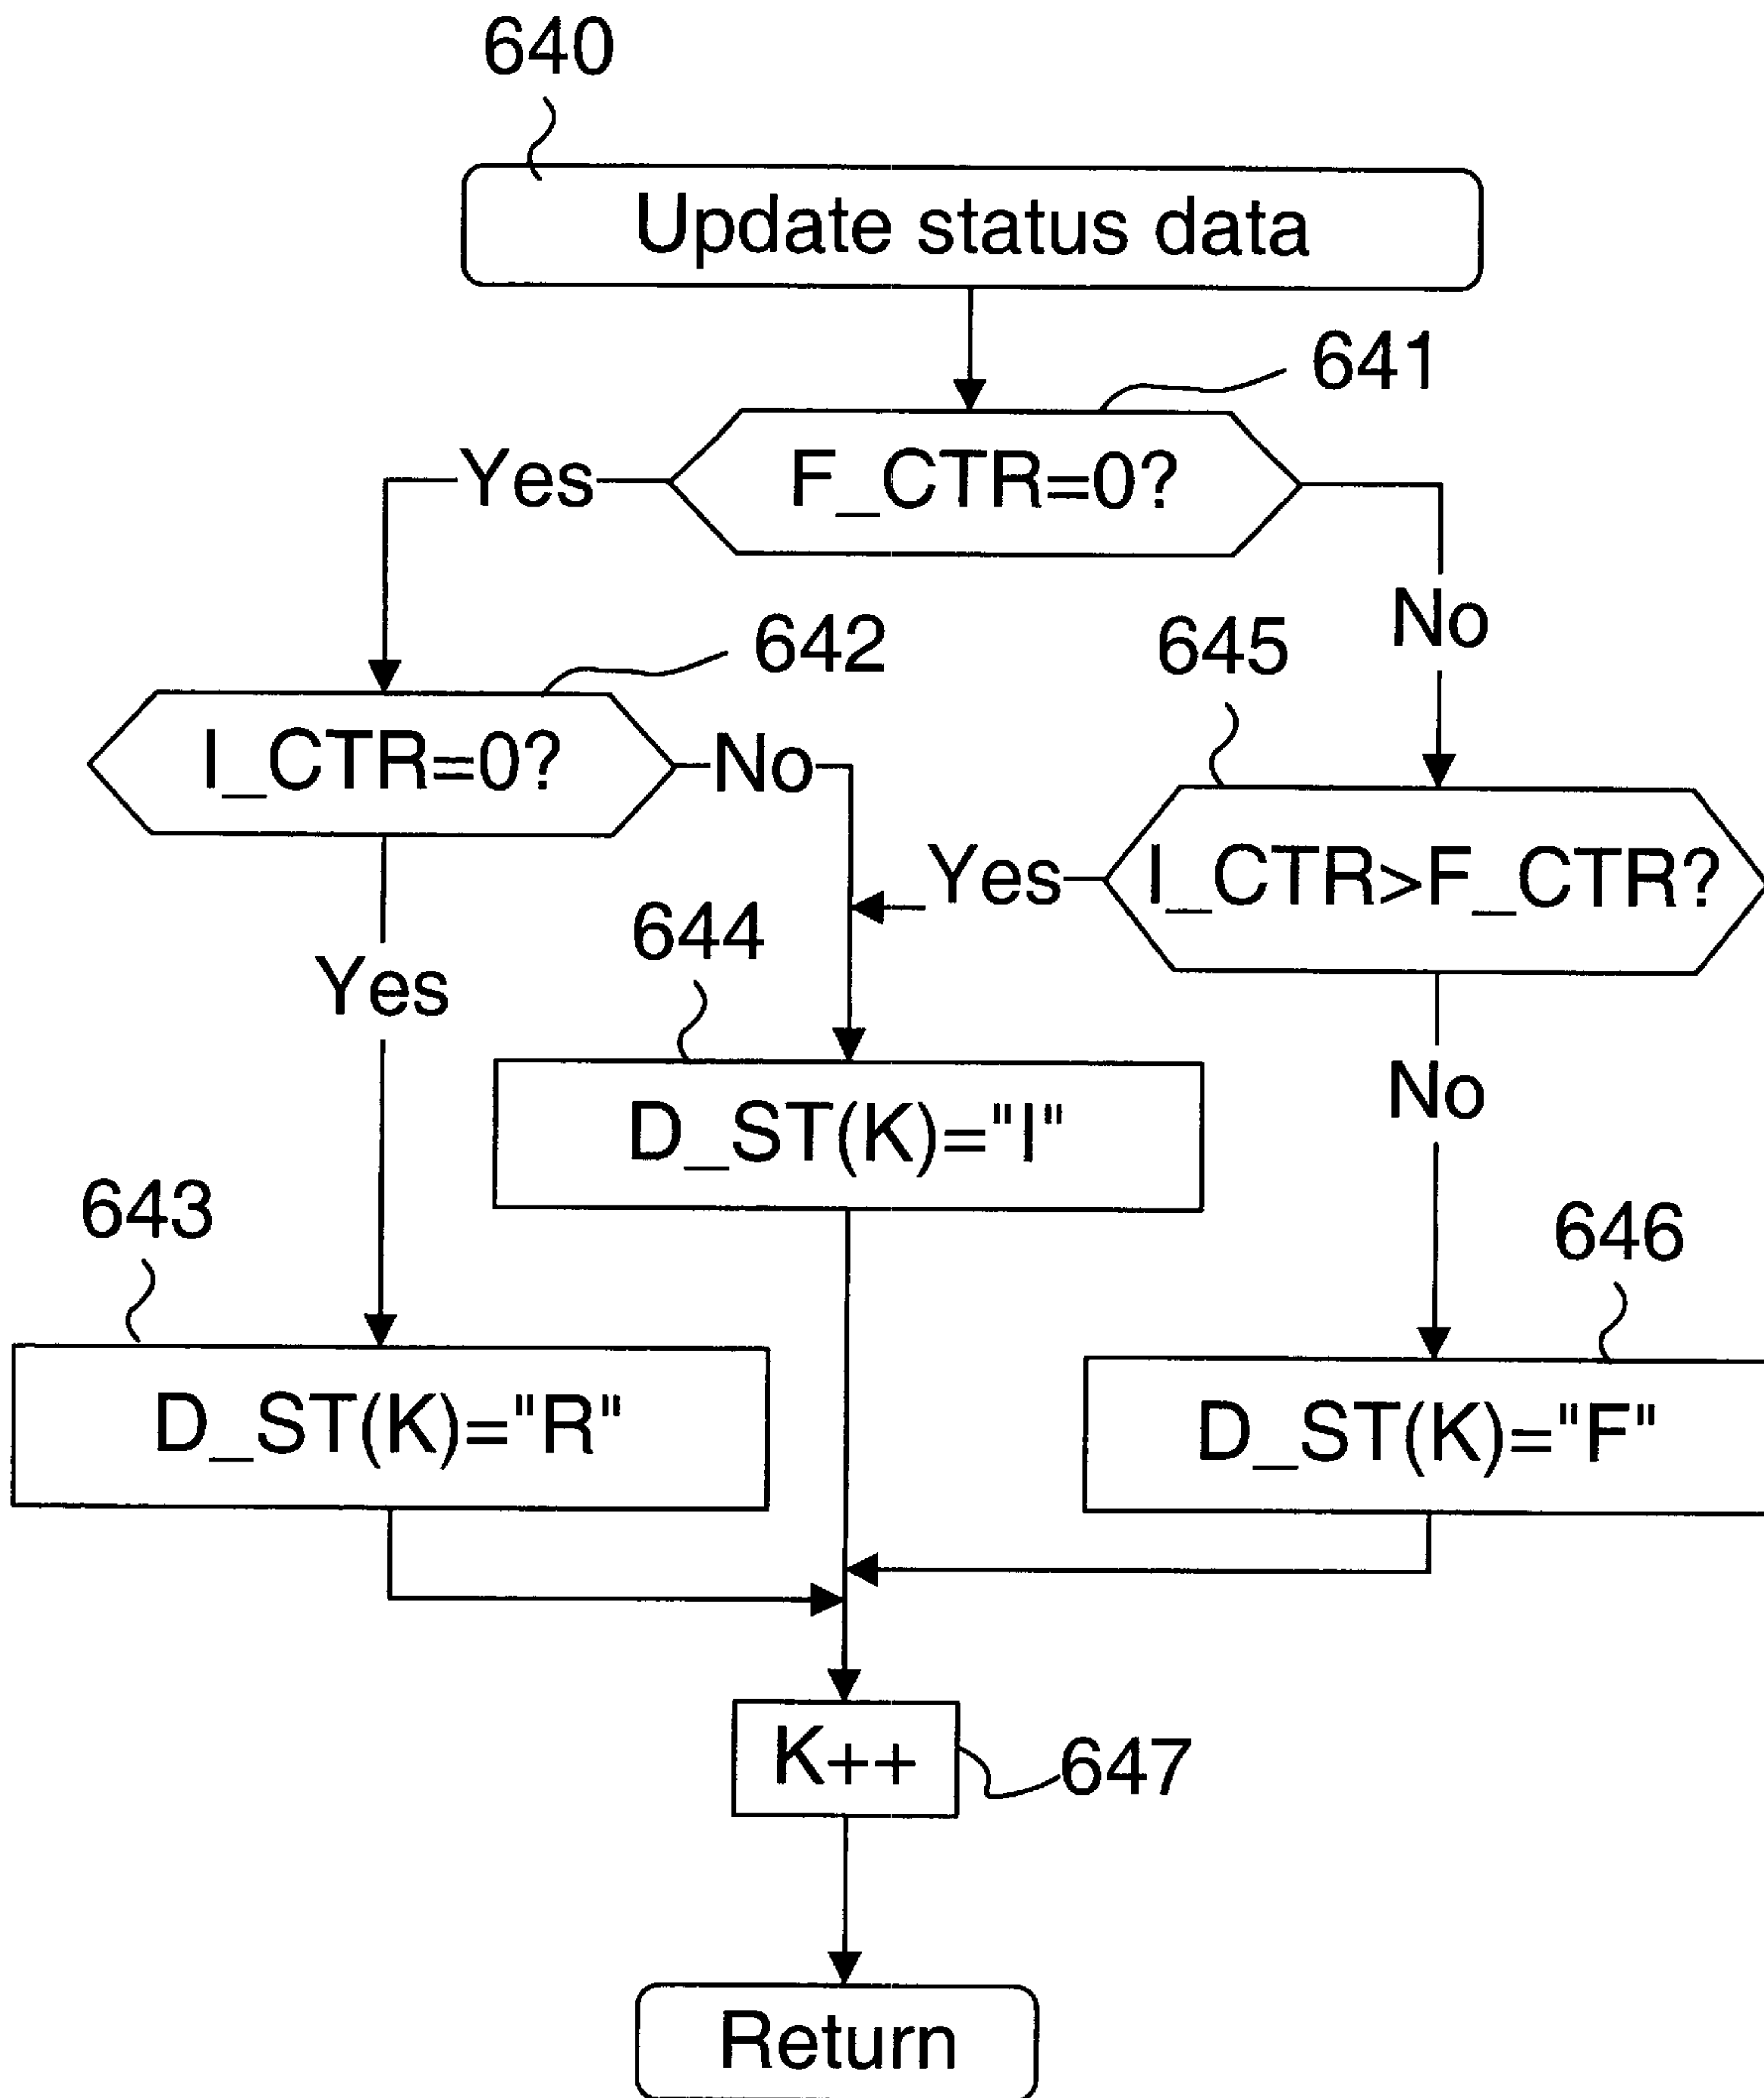 640
Update status data
641
F_CTR=0?
Yes
No
642
645
I_CTR=0?
No
I_CTR>F_CTR?
Yes
644
Yes
No
D_ST(K)="I"
643
646
D_ST(K)="R"
D_ST(K)="F"
K++
647
Return